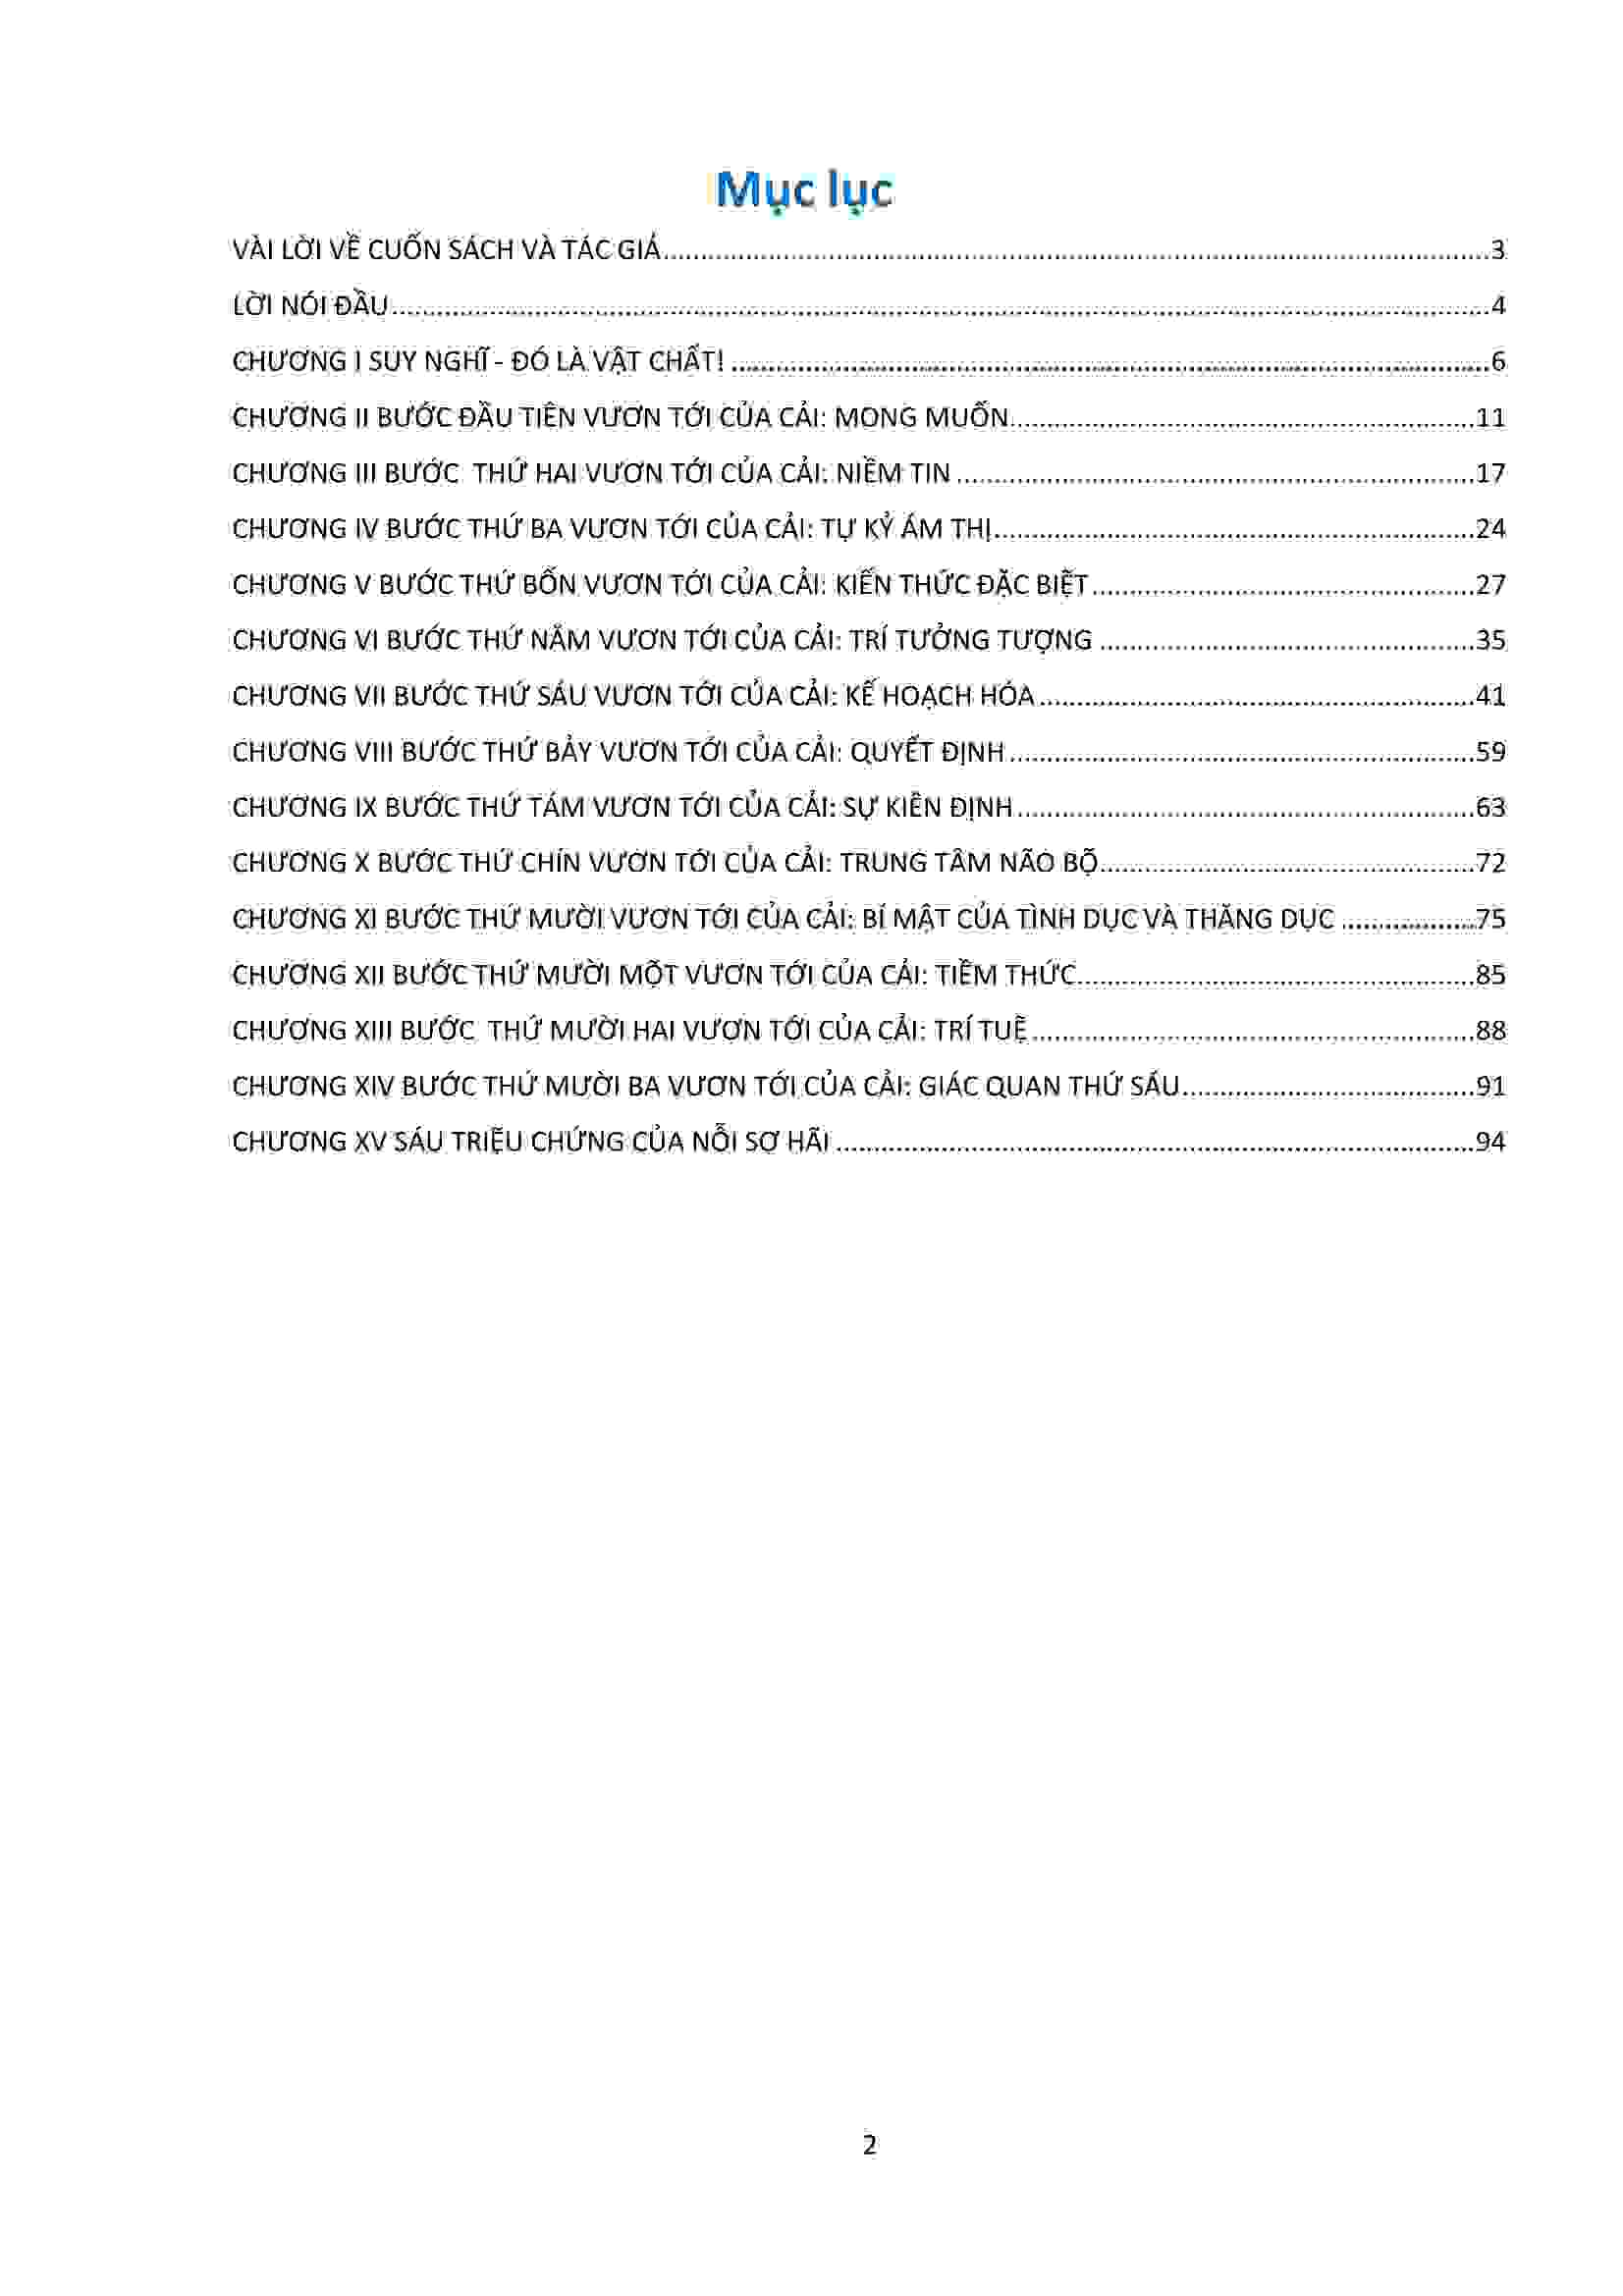 Mục lục
VÀI LỜI VỀ CUỐN SÁCH VÀ TÁC GIẢ.....3
LỜI NÓI ĐẦU.....4
CHƯƠNG I SUY NGHĨ - ĐÓ LÀ VẬT CHẤT!.....6
CHƯƠNG II BƯỚC ĐẦU TIÊN VƯƠN TỚI CỦA CẢI: MONG MUỐN.....11
CHƯƠNG III BƯỚC THỨ HAI VƯƠN TỚI CỦA CẢI: NIỀM TIN.....17
CHƯƠNG IV BƯỚC THỨ BA VƯƠN TỚI CỦA CẢI: TỰ KỶ ÁM THỊ.....24
CHƯƠNG V BƯỚC THỨ BỐN VƯƠN TỚI CỦA CẢI: KIẾN THỨC ĐẶC BIỆT.....27
CHƯƠNG VI BƯỚC THỨ NĂM VƯƠN TỚI CỦA CẢI: TRÍ TƯỞNG TƯỢNG.....35
CHƯƠNG VII BƯỚC THỨ SÁU VƯƠN TỚI CỦA CẢI: KẾ HOẠCH HÓA.....41
CHƯƠNG VIII BƯỚC THỨ BẢY VƯƠN TỚI CỦA CẢI: QUYẾT ĐỊNH.....59
CHƯƠNG IX BƯỚC THỨ TÁM VƯƠN TỚI CỦA CẢI: SỰ KIÊN ĐỊNH.....63
CHƯƠNG X BƯỚC THỨ CHÍN VƯƠN TỚI CỦA CẢI: TRUNG TÂM NÃO BỘ.....72
CHƯƠNG XI BƯỚC THỨ MƯỜI VƯƠN TỚI CỦA CẢI: BÍ MẬT CỦA TÌNH DỤC VÀ THĂNG DỤC.....75
CHƯƠNG XII BƯỚC THỨ MƯỜI MỘT VƯƠN TỚI CỦA CẢI: TIỀM THỨC.....85
CHƯƠNG XIII BƯỚC THỨ MƯỜI HAI VƯƠN TỚI CỦA CẢI: TRÍ TUỆ.....88
CHƯƠNG XIV BƯỚC THỨ MƯỜI BA VƯƠN TỚI CỦA CẢI: GIÁC QUAN THỨ SÁU.....91
CHƯƠNG XV SÁU TRIỆU CHỨNG CỦA NỖI SỢ HÃI.....94
2